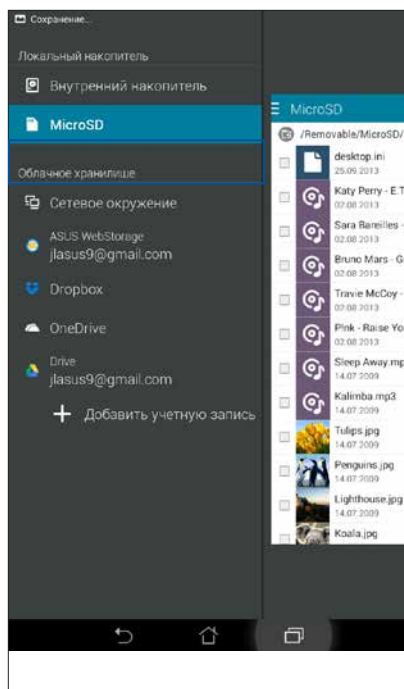 Сохранение...
Локальный накопитель
Внутренний накопитель
MicroSD
Облачное хранилище
Сетевое окружение
ASUS WebStorage
jlasus9@gmail.com
Dropbox
OneDrive
Drive
jlasus9@gmail.com
Добавить учетную запись
MicroSD
/Removable/MicroSD/
desktop.ini
25.09.2013
Katy Perry - E.T
02.08.2013
Sara Bareilles -
02.08.2013
Bruno Mars - G
02.08.2013
Travie McCoy -
02.08.2013
Pink - Raise Yo
02.08.2013
Sleep Away.mp
14.07.2009
Kalimba.mp3
14.07.2009
Tulips.jpg
14.07.2009
Penguins.jpg
14.07.2009
Lighthouse.jpg
14.07.2009
Koala.jpg